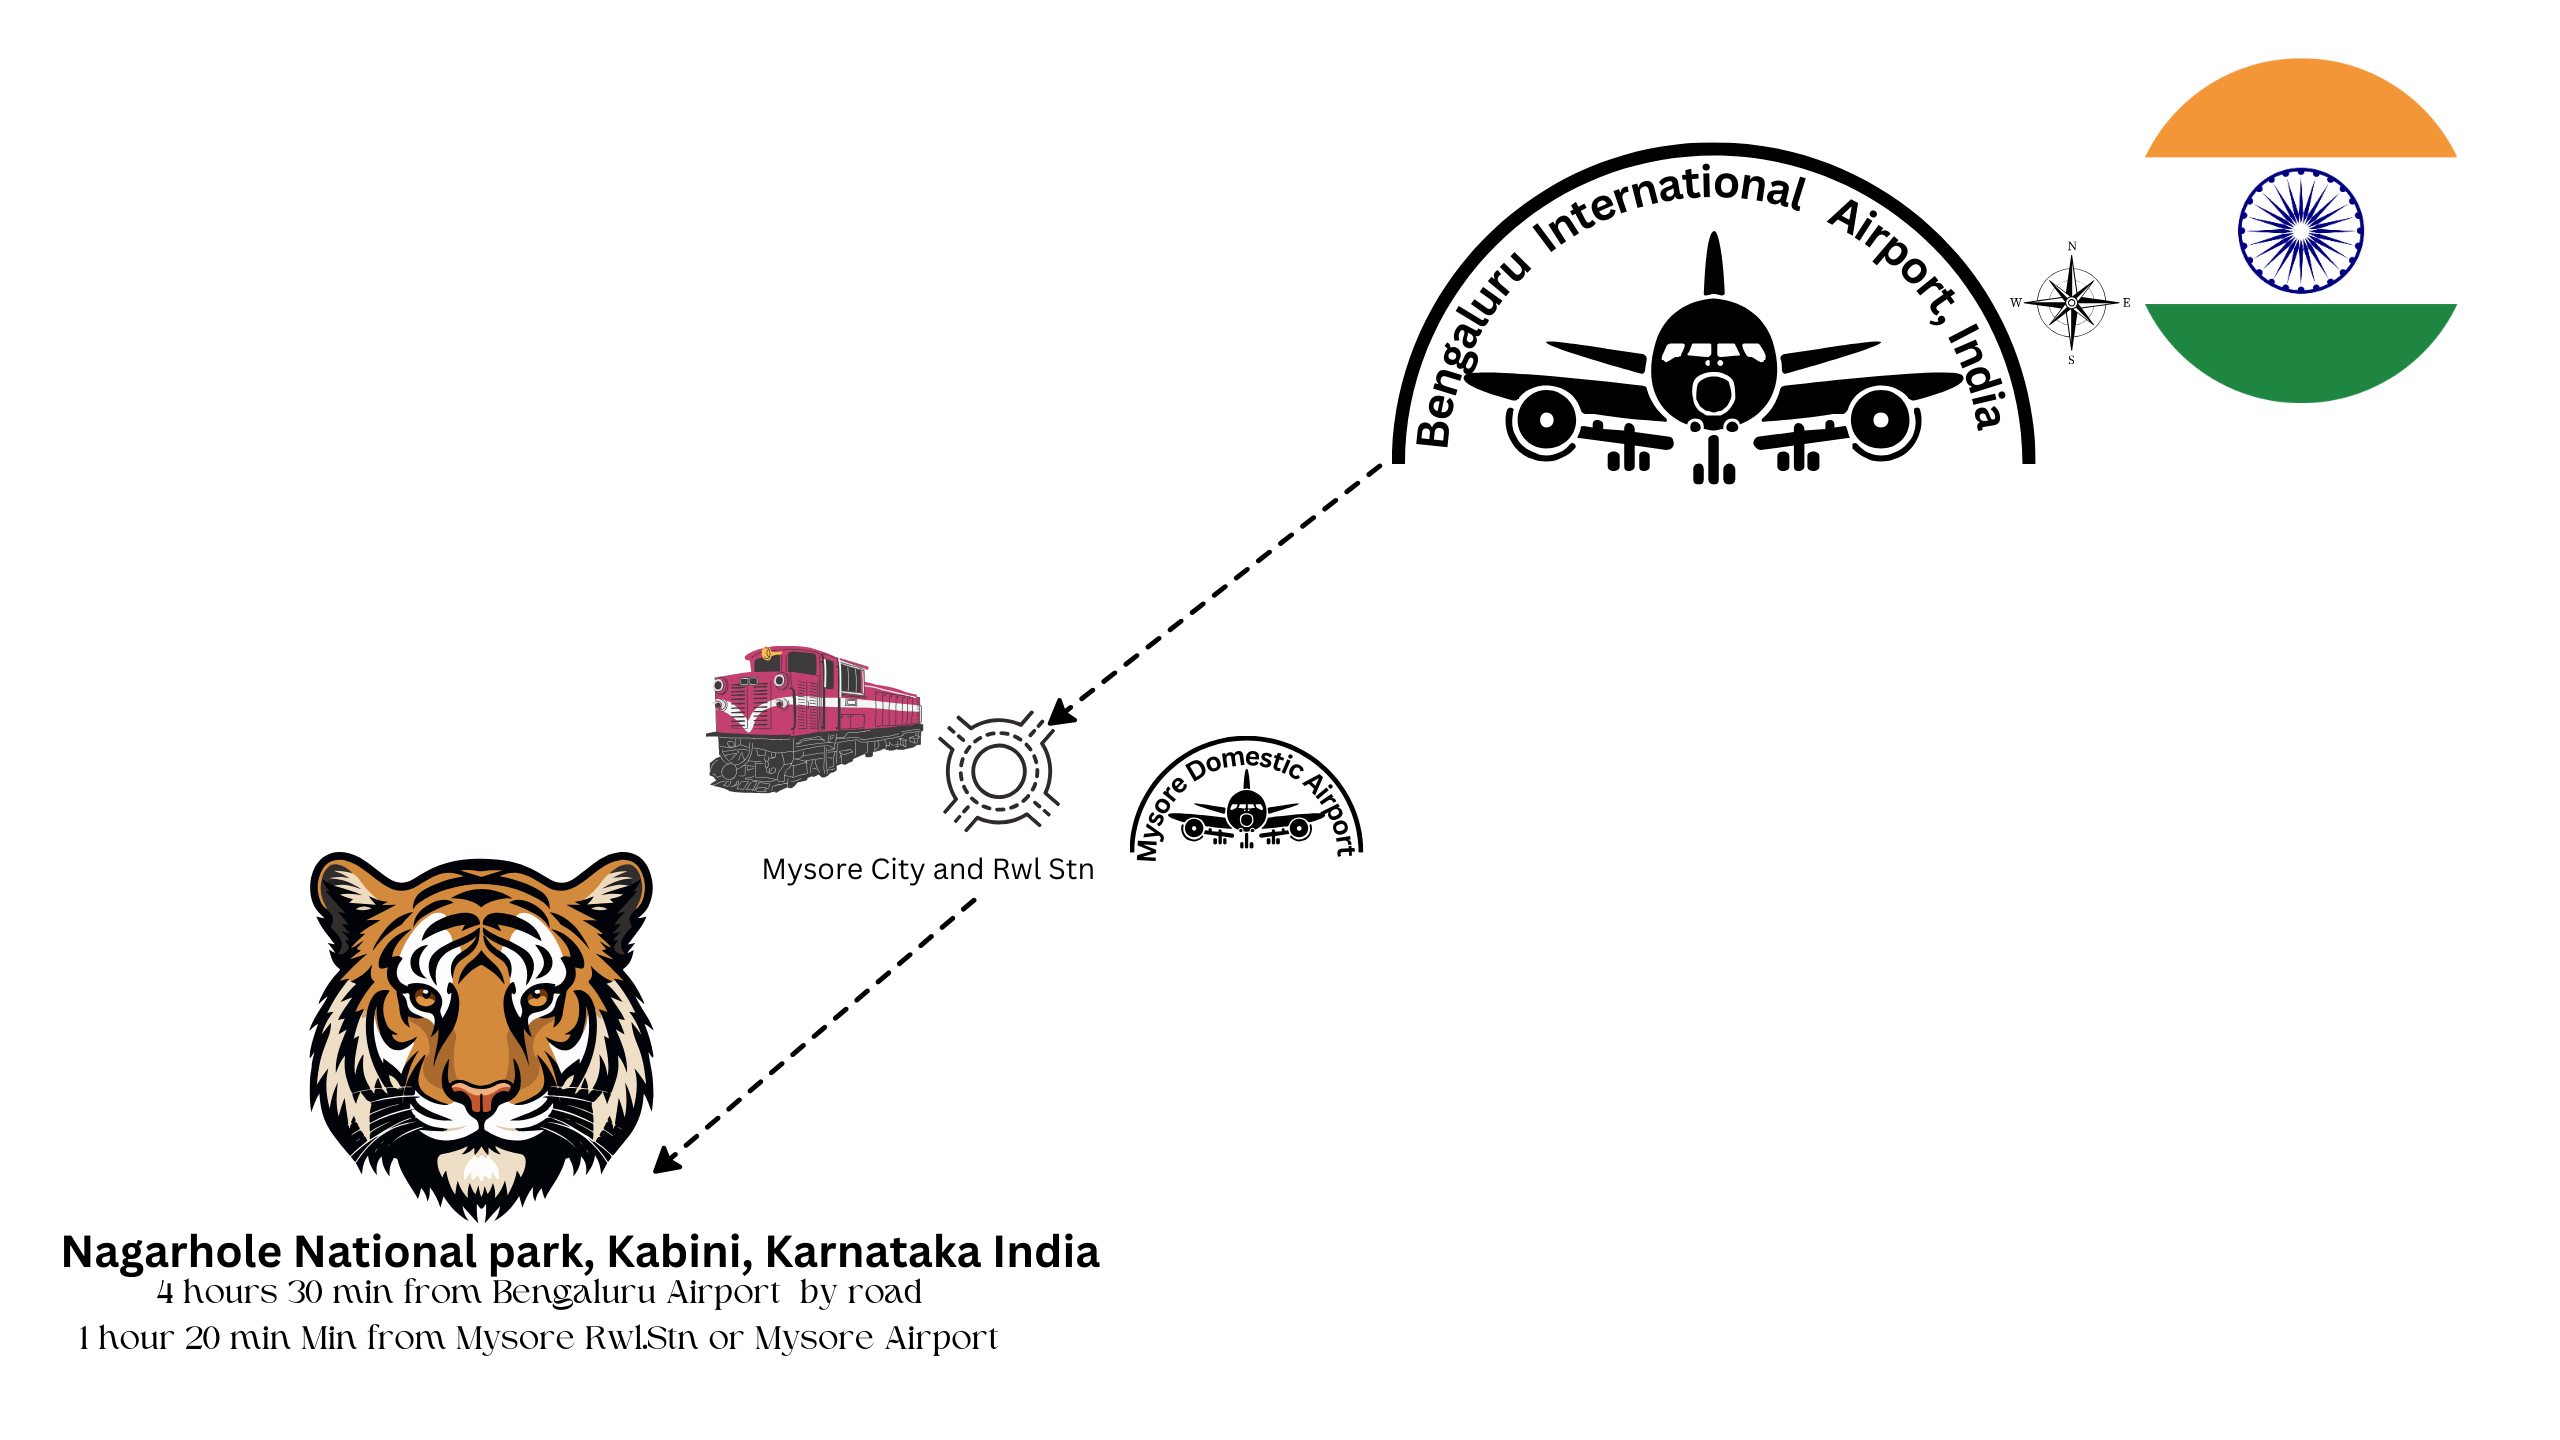 Bengaluru International Airport, India
N
W E
S
Mysore Domestic Airport
Mysore City and Rwl Stn
Nagarhole National park, Kabini, Karnataka India
4 hours 30 min from Bengaluru Airport by road
1 hour 20 min Min from Mysore Rwl.Stn or Mysore Airport